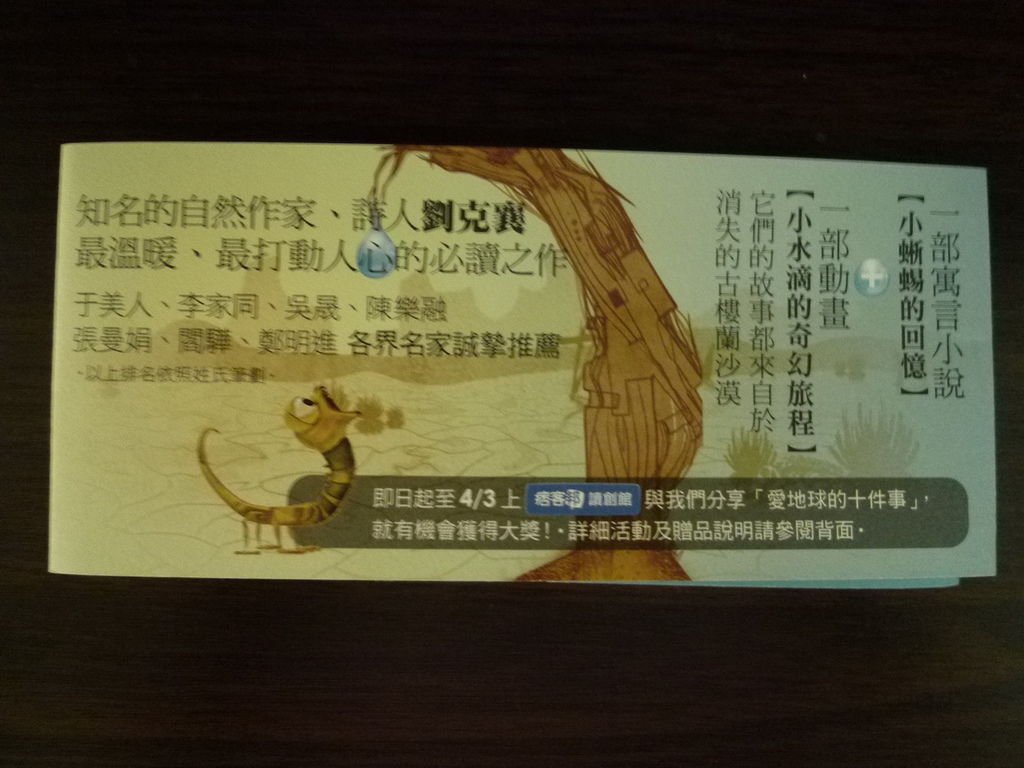 知名的自然作家、詩人劉克襄
最溫暖、最打動人心的必讀之作
于美人、李家同、吳晟、陳樂融
張曼娟、閻驊、鄭明進 各界名家誠摯推薦
·以上排名依照姓氏筆劃·
一部寓言小說
【小蜥蜴的回憶】
+
一部動畫
【小水滴的奇幻旅程】
它們的故事都來自於
消失的古樓蘭沙漠
即日起至 4/3 上 痞客邦 讀創館 與我們分享「愛地球的十件事」，
就有機會獲得大獎！·詳細活動及贈品說明請參閱背面·